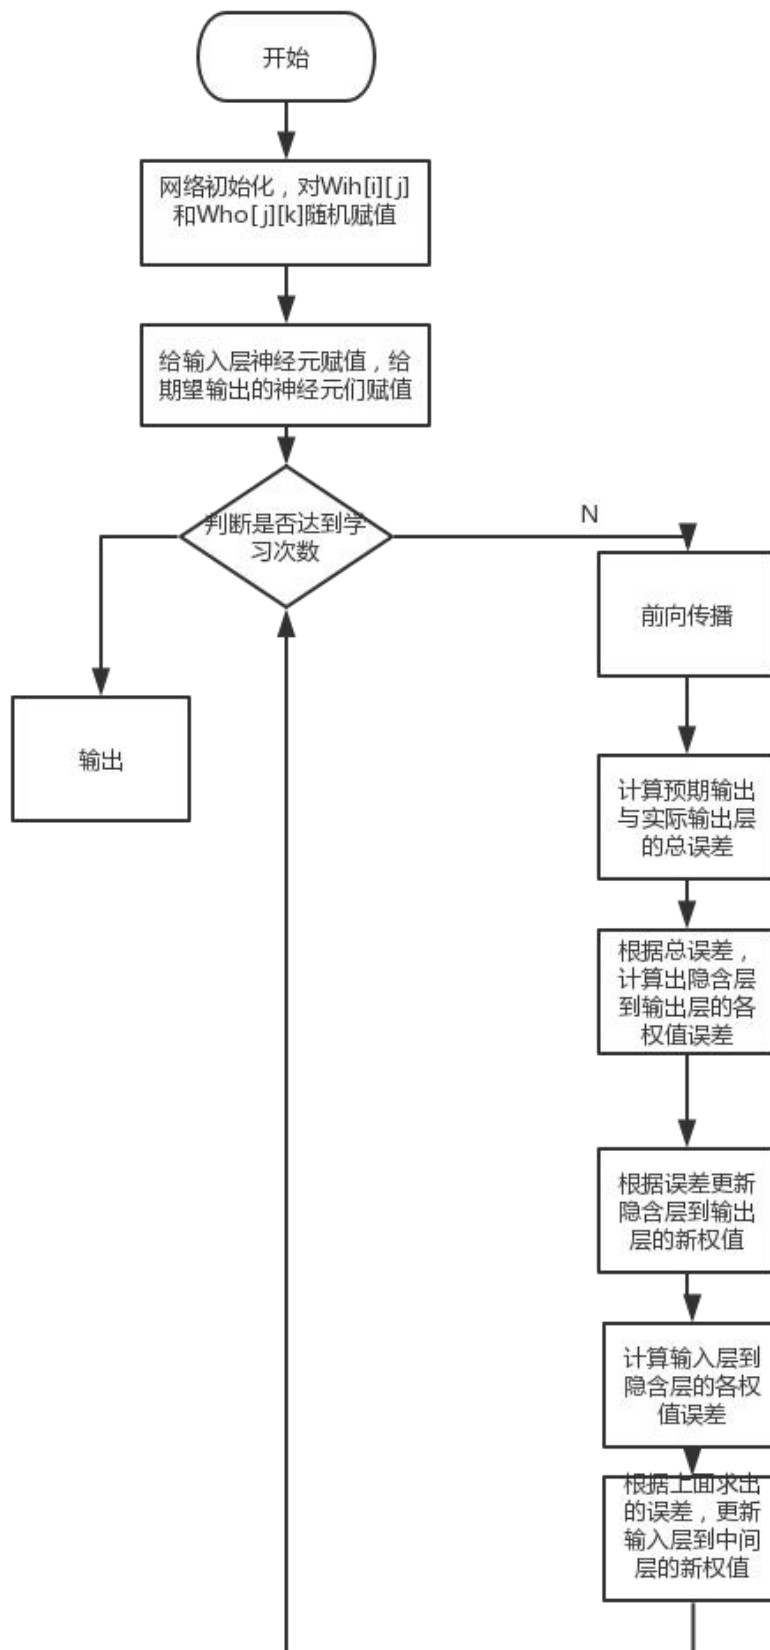 开始
网络初始化，对Wih[i][j]
和Who[j][k]随机赋值
给输入层神经元赋值，给
期望输出的神经元们赋值
判断是否达到学
习次数
N
前向传播
输出
计算预期输出
与实际输出层
的总误差
根据总误差，
计算出隐含层
到输出层的各
权值误差
根据误差更新
隐含层到输出
层的新权值
计算输入层到
隐含层的各权
值误差
根据上面求出
的误差，更新
输入层到中间
层的新权值